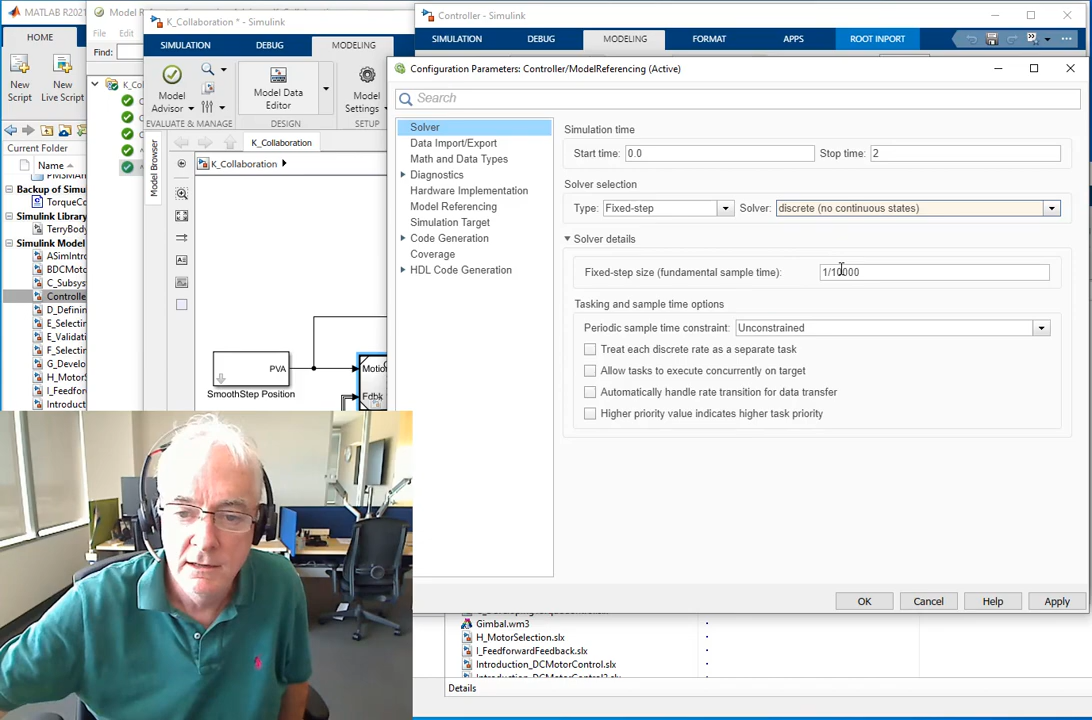 MATLAB R2021
Model Re
K_Collaboration * - Simulink
Controller - Simulink
HOME
File
Edit
SIMULATION
DEBUG
MODELING
SIMULATION
DEBUG
MODELING
FORMAT
APPS
ROOT INPORT
Find:
New
Script
New
Live Script
K_Col
Model
Advisor
Model Data
Editor
Model
Settings
EVALUATE & MANAGE
DESIGN
SETUP
Current Folder
Name
Backup of Simul
TorqueCo
Simulink Library
TerryBody
Simulink Model
ASimIntro
BDCMoto
C_Subsys
Controlle
D_Definin
E_Selectin
E_Validati
F_Selectin
G_Develo
H_MotorS
I_Feedforv
Introduct
Model Browser
K_Collaboration
K_Collaboration
PVA
SmoothStep Position
Motio
Fdbk
Configuration Parameters: Controller/ModelReferencing (Active)
Search
Solver
Data Import/Export
Math and Data Types
Diagnostics
Hardware Implementation
Model Referencing
Simulation Target
Code Generation
Coverage
HDL Code Generation
Simulation time
Start time: 0.0
Stop time: 2
Solver selection
Type: Fixed-step
Solver: discrete (no continuous states)
Solver details
Fixed-step size (fundamental sample time): 1/10000
Tasking and sample time options
Periodic sample time constraint: Unconstrained
Treat each discrete rate as a separate task
Allow tasks to execute concurrently on target
Automatically handle rate transition for data transfer
Higher priority value indicates higher task priority
OK
Cancel
Help
Apply
Gimbal.wm3
H_MotorSelection.slx
I_FeedforwardFeedback.slx
Introduction_DCMotorControl.slx
Details